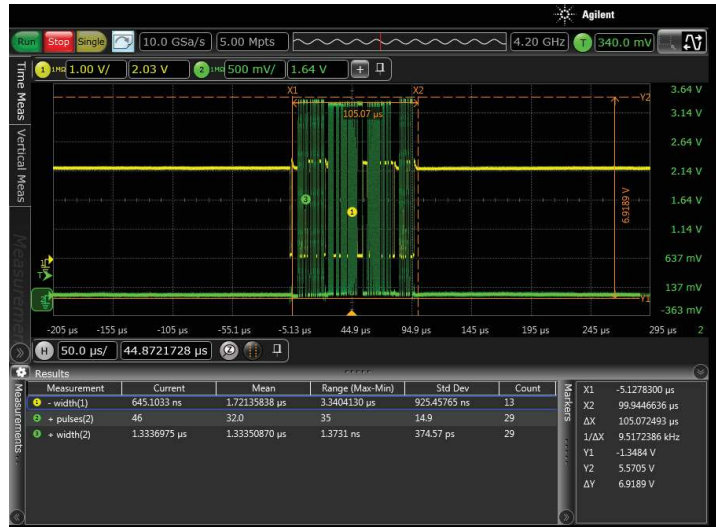 Agilent
Run Stop Single 10.0 GSa/s 5.00 Mpts 4.20 GHz T 340.0 mV
1 1MΩ 1.00 V/ 2.03 V 2 1MΩ 500 mV/ 1.64 V +
Time Meas
Vertical Meas
Measurements
X1 X2
105.07 µs
Y2
3.64 V
3.14 V
2.64 V
2.14 V
1.64 V
1.14 V
637 mV
137 mV
-363 mV
6.9189 V
3
1
T
Y1
-205 µs -155 µs -105 µs -55.1 µs -5.13 µs 44.9 µs 94.9 µs 145 µs 195 µs 245 µs 295 µs 2
H 50.0 µs/ 44.8721728 µs
Results
Measurements
Measurement Current Mean Range (Max-Min) Std Dev Count
1 - width(1) 645.1033 ns 1.72135838 ms 3.3404130 µs 925.45765 ns 13
2 + pulses(2) 46 32.0 35 14.9 29
3 + width(2) 1.3336975 µs 1.33350870 µs 1.3731 ns 374.57 ps 29
Markers
X1 -5.1278300 µs
X2 99.9446636 µs
ΔX 105.072493 µs
1/ΔX 9.5172386 kHz
Y1 -1.3484 V
Y2 5.5705 V
ΔY 6.9189 V